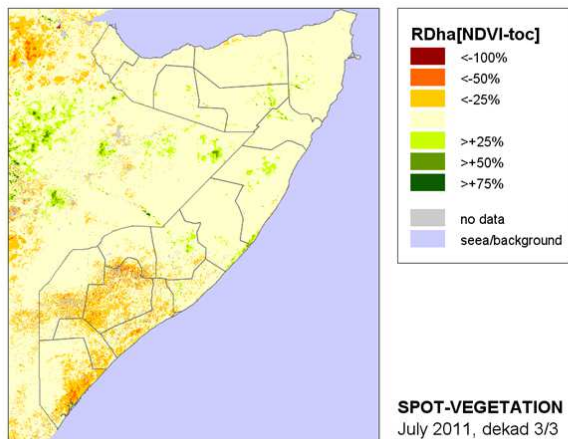 RDha[NDVI-toc]
<-100%
<-50%
<-25%
>+25%
>+50%
>+75%
no data
seea/background
SPOT-VEGETATION
July 2011, dekad 3/3